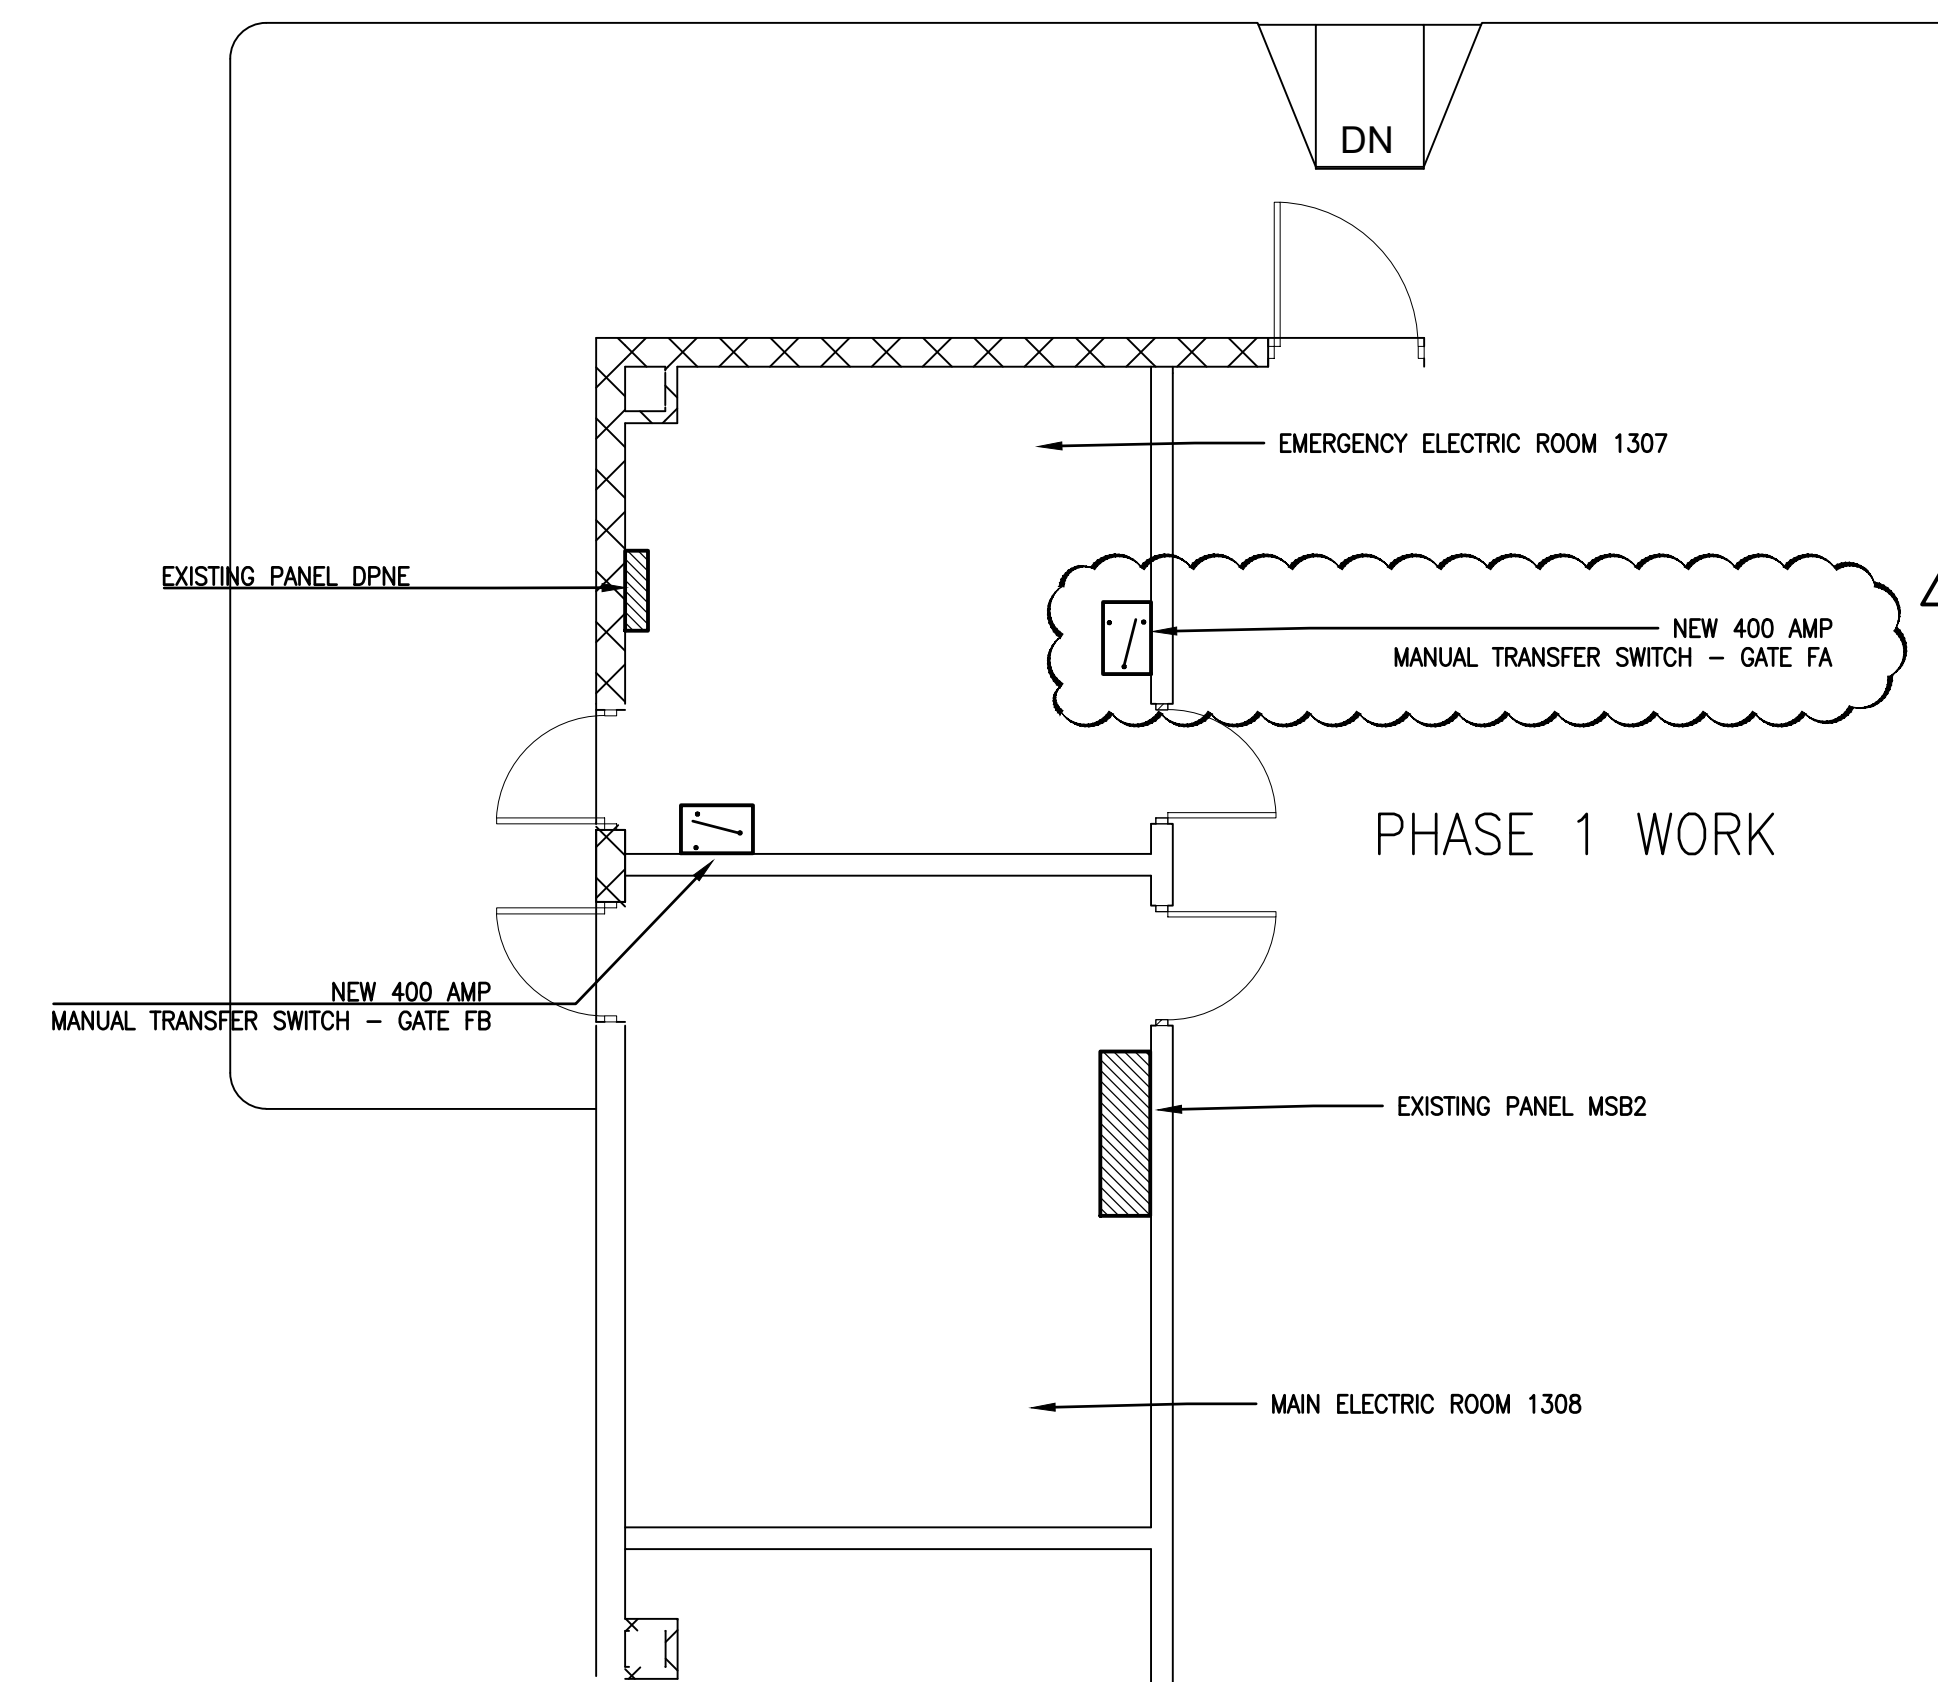 DN
EMERGENCY ELECTRIC ROOM 1307
EXISTING PANEL DPNE
NEW 400 AMP
MANUAL TRANSFER SWITCH – GATE FA
PHASE 1 WORK
NEW 400 AMP
MANUAL TRANSFER SWITCH – GATE FB
EXISTING PANEL MSB2
MAIN ELECTRIC ROOM 1308